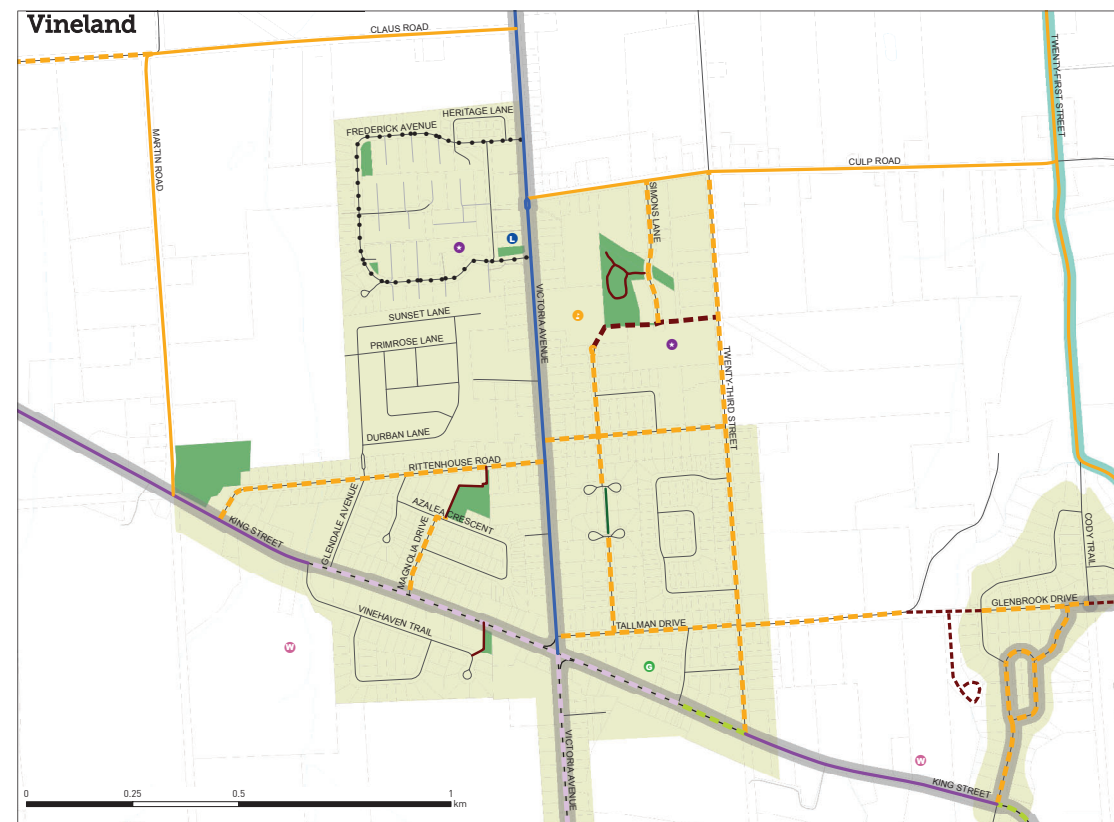 Vineland
CLAUS ROAD
TWENTY-FIRST STREET
HERITAGE LANE
FREDERICK AVENUE
MARTIN ROAD
CULP ROAD
SIMONS LANE
L
VICTORIA AVENUE
SUNSET LANE
PRIMROSE LANE
TWENTY-THIRD STREET
DURBAN LANE
RITTENHOUSE ROAD
AZALEA CRESCENT
GLENDALE AVENUE
KING STREET
MAGNOLIA DRIVE
CODY TRAIL
GLENBROOK DRIVE
VINEHAVEN TRAIL
TALLMAN DRIVE
W
G
VICTORIA AVENUE
W
KING STREET
0 0.25 0.5 1
km